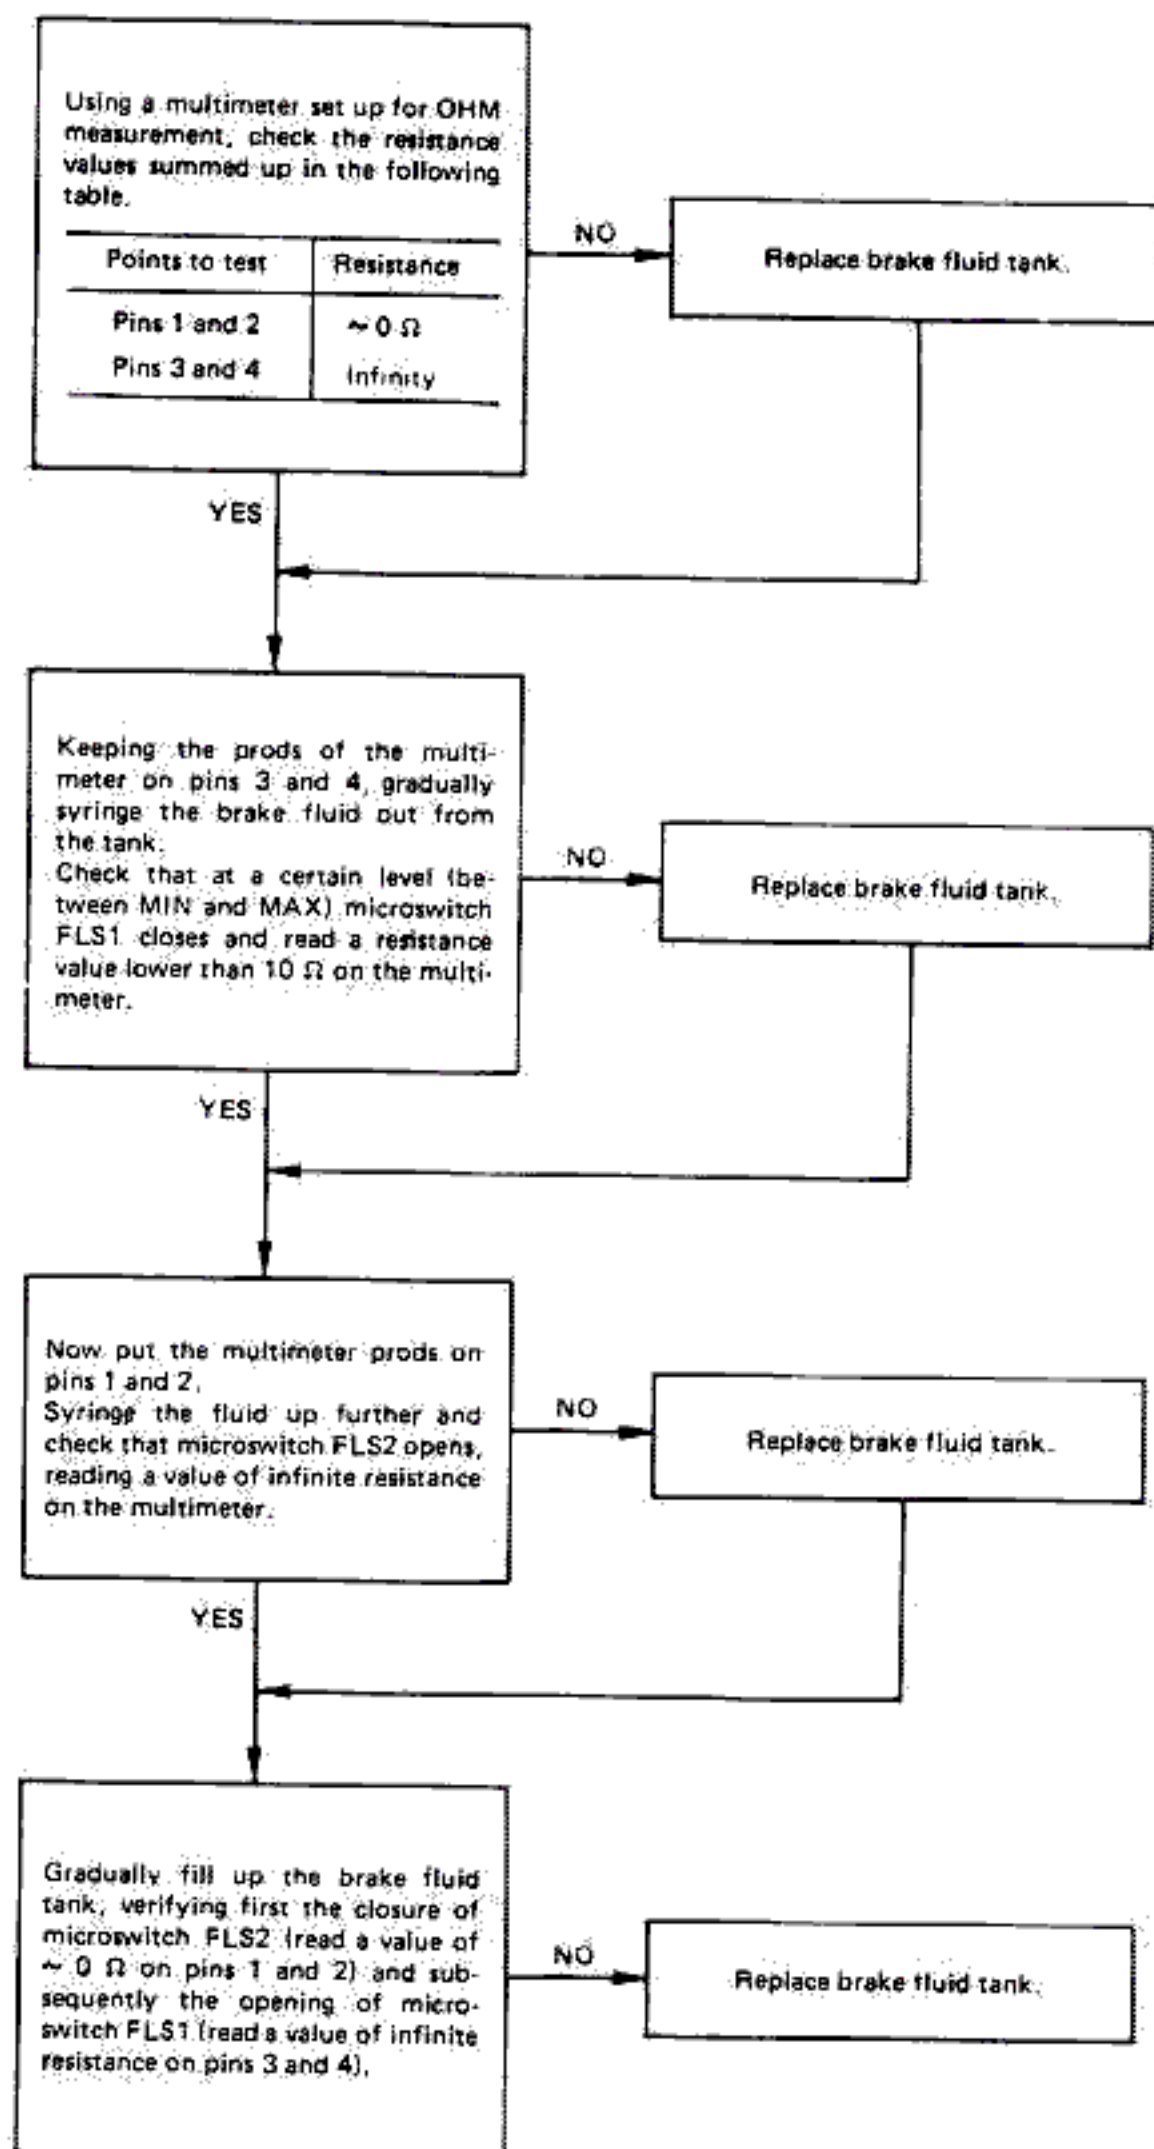 Using a multimeter set up for OHM
measurement, check the resistance
values summed up in the following
table.
Points to test Resistance
Pins 1 and 2 ~ 0 Ω
Pins 3 and 4 Infinity
NO
Replace brake fluid tank.
YES
Keeping the prods of the multi-
meter on pins 3 and 4, gradually
syringe the brake fluid out from
the tank.
Check that at a certain level (be-
tween MIN and MAX) microswitch
FLS1 closes and read a resistance
value lower than 10 Ω on the multi-
meter.
NO
Replace brake fluid tank.
YES
Now put the multimeter prods on
pins 1 and 2.
Syringe the fluid up further and
check that microswitch FLS2 opens,
reading a value of infinite resistance
on the multimeter.
NO
Replace brake fluid tank.
YES
Gradually fill up the brake fluid
tank, verifying first the closure of
microswitch FLS2 (read a value of
~ 0 Ω on pins 1 and 2) and sub-
sequently the opening of micro-
switch FLS1 (read a value of infinite
resistance on pins 3 and 4).
NO
Replace brake fluid tank.